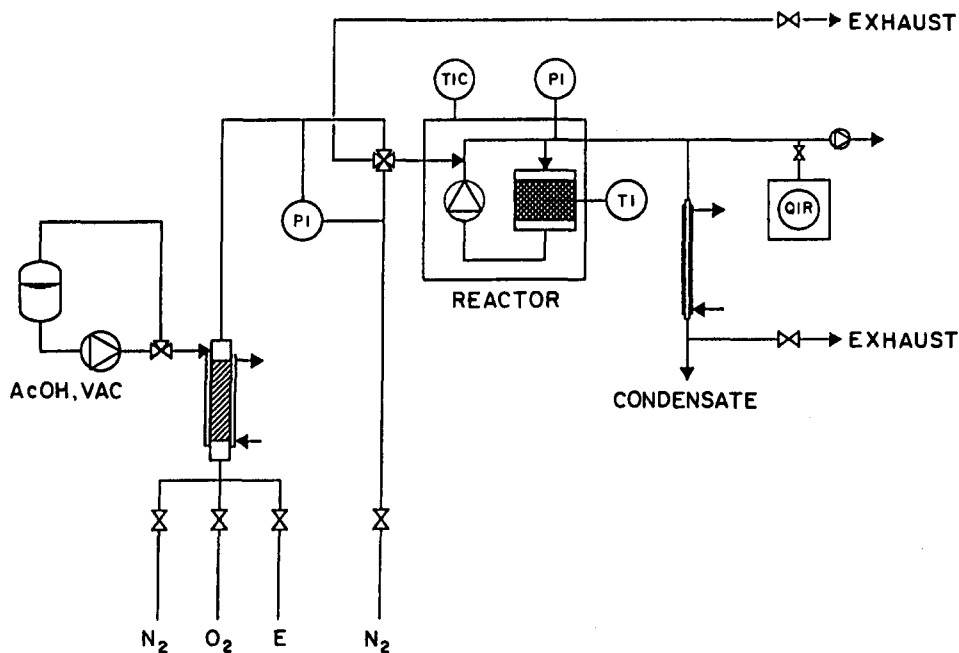 EXHAUST
TIC
PI
PI
TI
QIR
REACTOR
EXHAUST
AcOH, VAC
CONDENSATE
N₂ O₂ E N₂